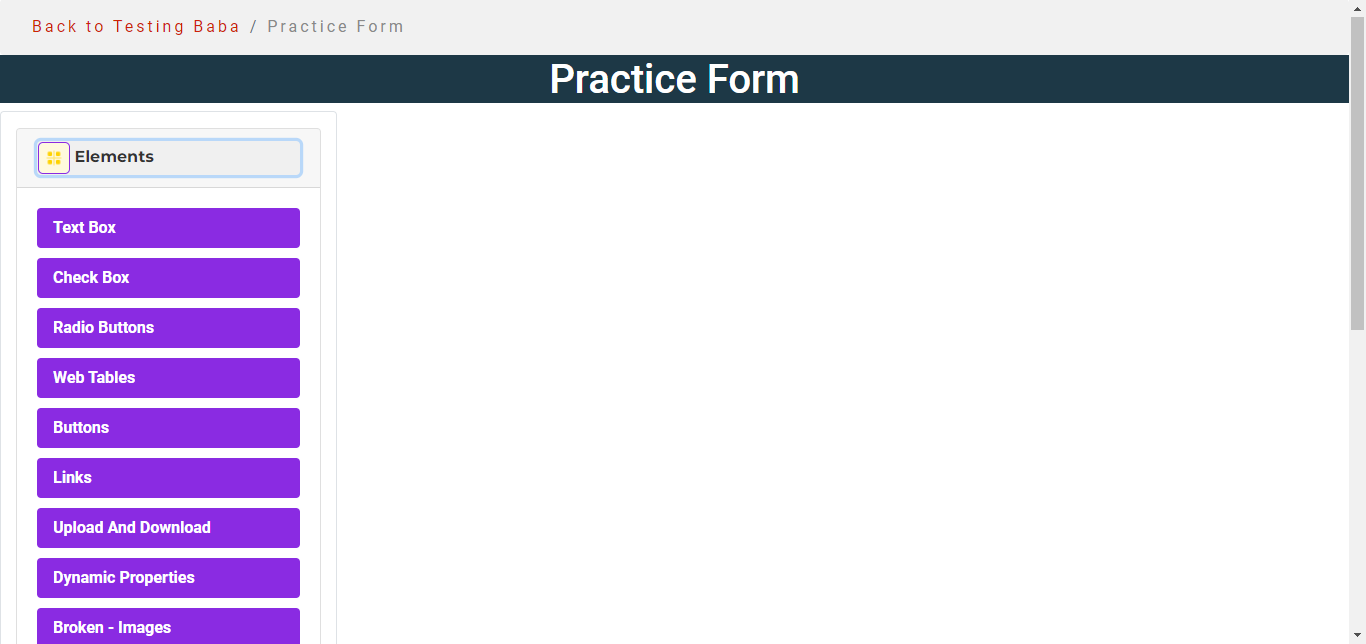 Back to Testing Baba / Practice Form
Practice Form
Elements
Text Box
Check Box
Radio Buttons
Web Tables
Buttons
Links
Upload And Download
Dynamic Properties
Broken - Images